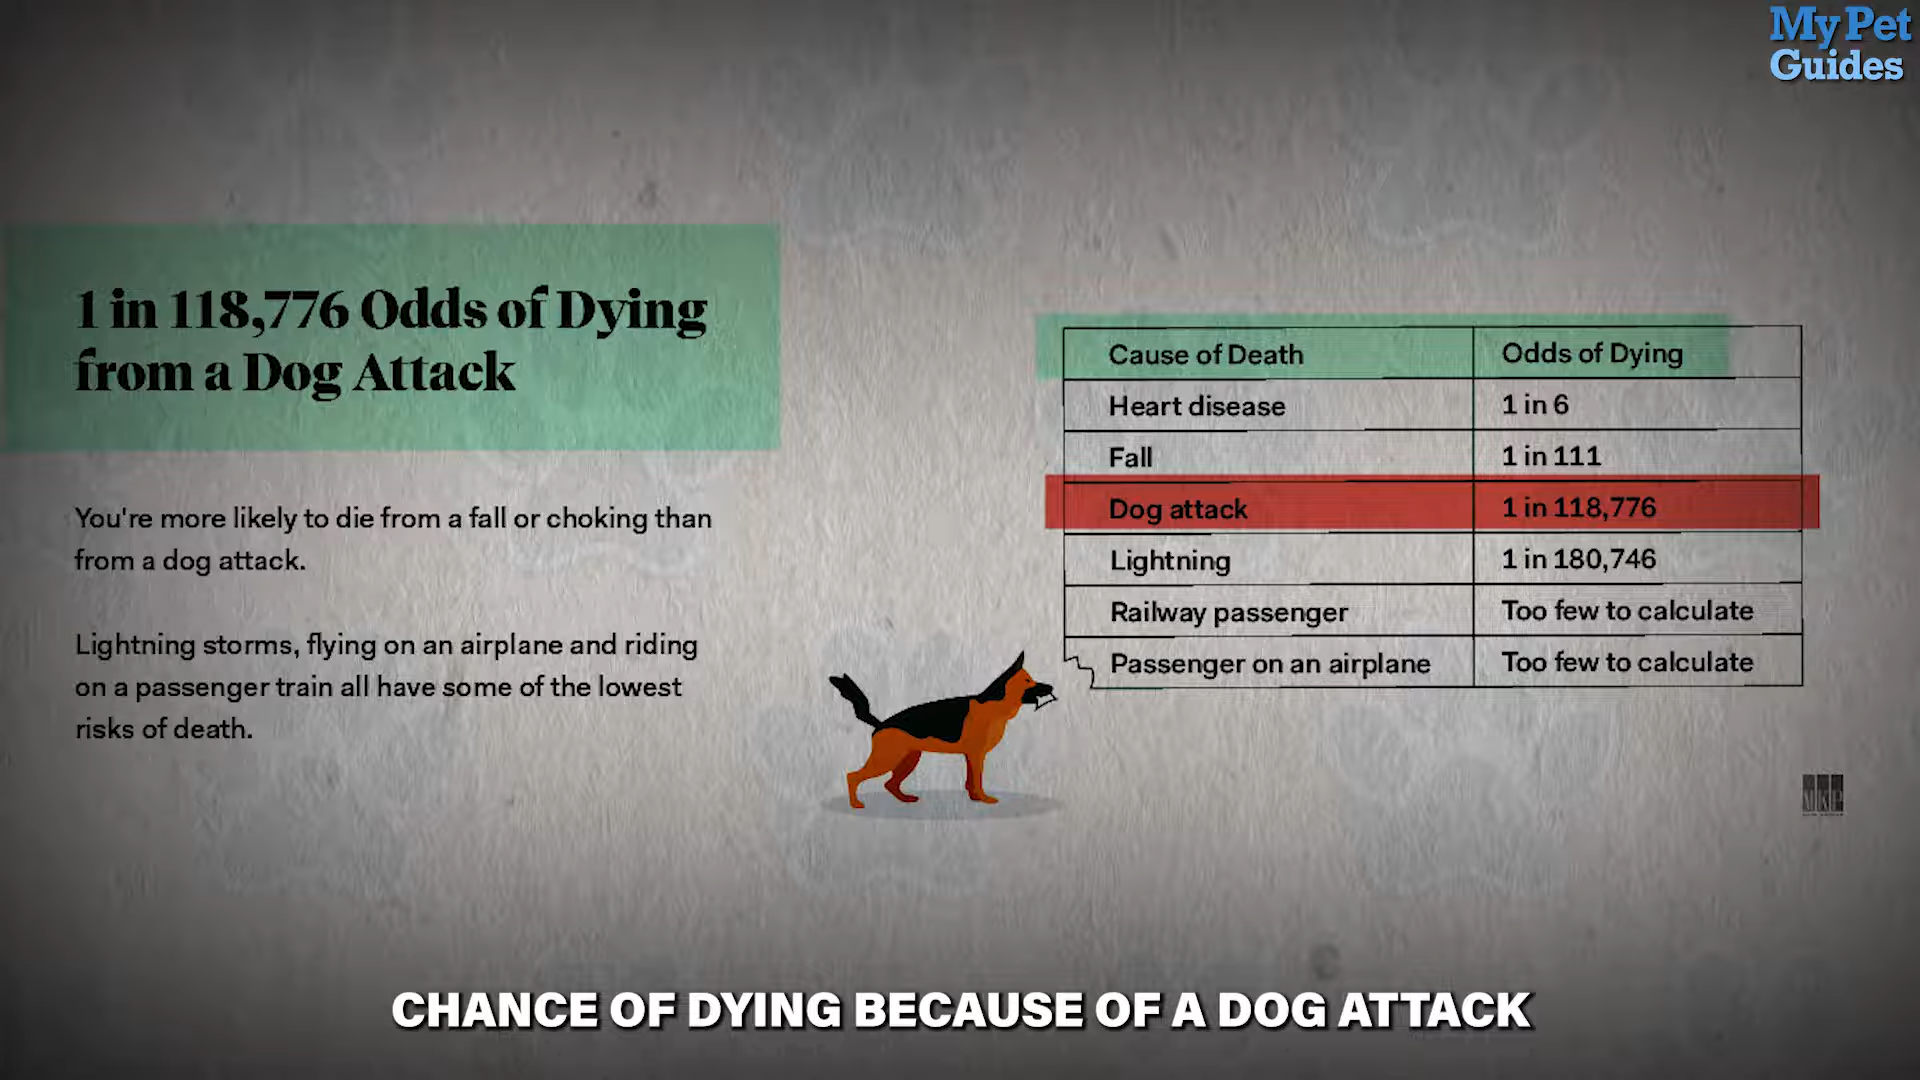 My Pet
Guides
1 in 118,776 Odds of Dying
from a Dog Attack
You're more likely to die from a fall or choking than
from a dog attack.
Lightning storms, flying on an airplane and riding
on a passenger train all have some of the lowest
risks of death.
Cause of Death Odds of Dying
Heart disease 1 in 6
Fall 1 in 111
Dog attack 1 in 118,776
Lightning 1 in 180,746
Railway passenger Too few to calculate
Passenger on an airplane Too few to calculate
CHANCE OF DYING BECAUSE OF A DOG ATTACK